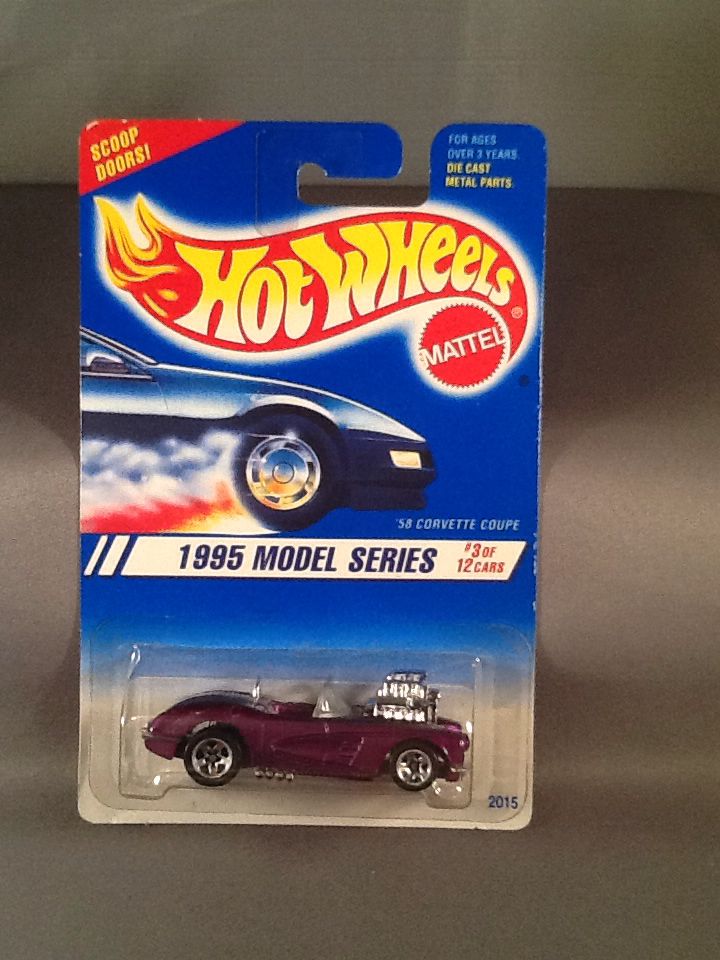 SCOOP
DOORS!
FOR AGES
OVER 3 YEARS.
DIE CAST
METAL PARTS.
HOT WHEELS®
MATTEL
®
'58 CORVETTE COUPE
1995 MODEL SERIES
#3 OF
12 CARS
2015